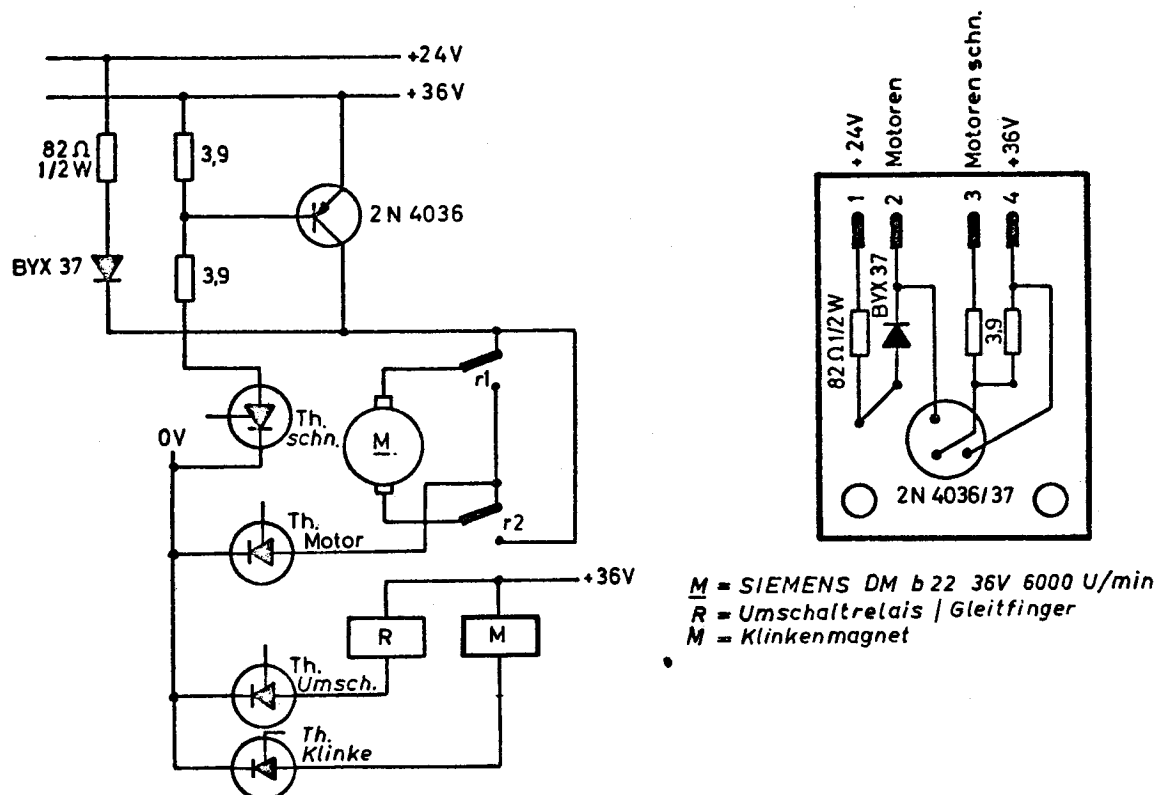 +24V
+36V
82Ω
1/2W
3,9
2N 4036
BYX 37
3,9
r1
Th.
schn.
M.
0V
Th.
Motor
r2
+36V
R
M
Th.
Umsch.
Th.
Klinke
+24V
Motoren
Motoren schn.
+36V
1
2
3
4
82Ω 1/2W
BYX 37
3,9
2N 4036/37
M = SIEMENS DM b 22 36V 6000 U/min
R = Umschaltrelais / Gleitfinger
M = Klinkenmagnet